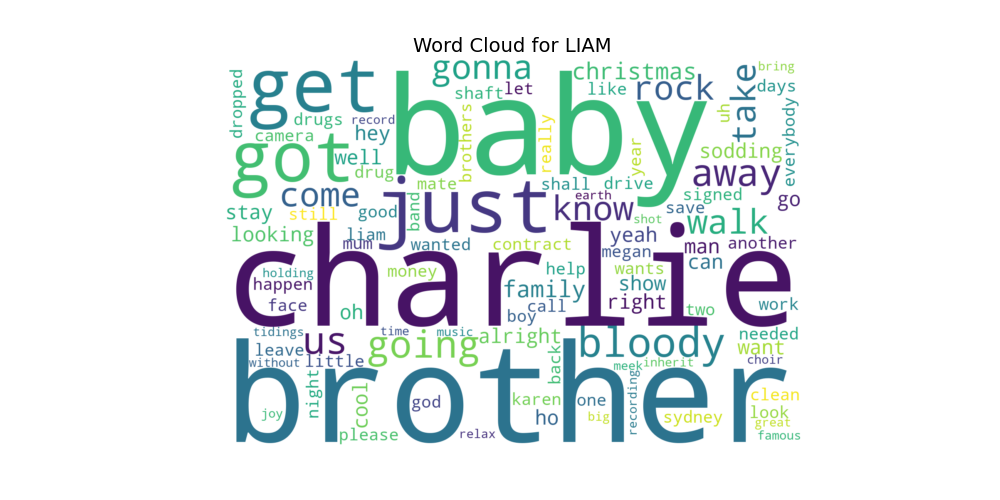 Word Cloud for LIAM
dropped
get
baby
gonna
christmas
shaft
let
like
rock
take
bring
days
drugs
record
camera
hey
brothers
really
uh
everybody
got
well
drug
mate
year
sodding
away
come
just
shall
drive
earth
signed
go
stay
still
good
band
know
shot
save
walk
looking
liam
mum
wanted
contract
yeah
megan
man
another
can
charlie
holding
happen
money
help
wants
show
family
face
oh
call
boy
right
two
work
tidings
us
time
music
alright
going
bloody
needed
want
leave
without
little
back
meek
inherit
choir
brother
night
cool
god
karen
one
recording
clean
look
joy
please
relax
ho
big
sydney
great
famous